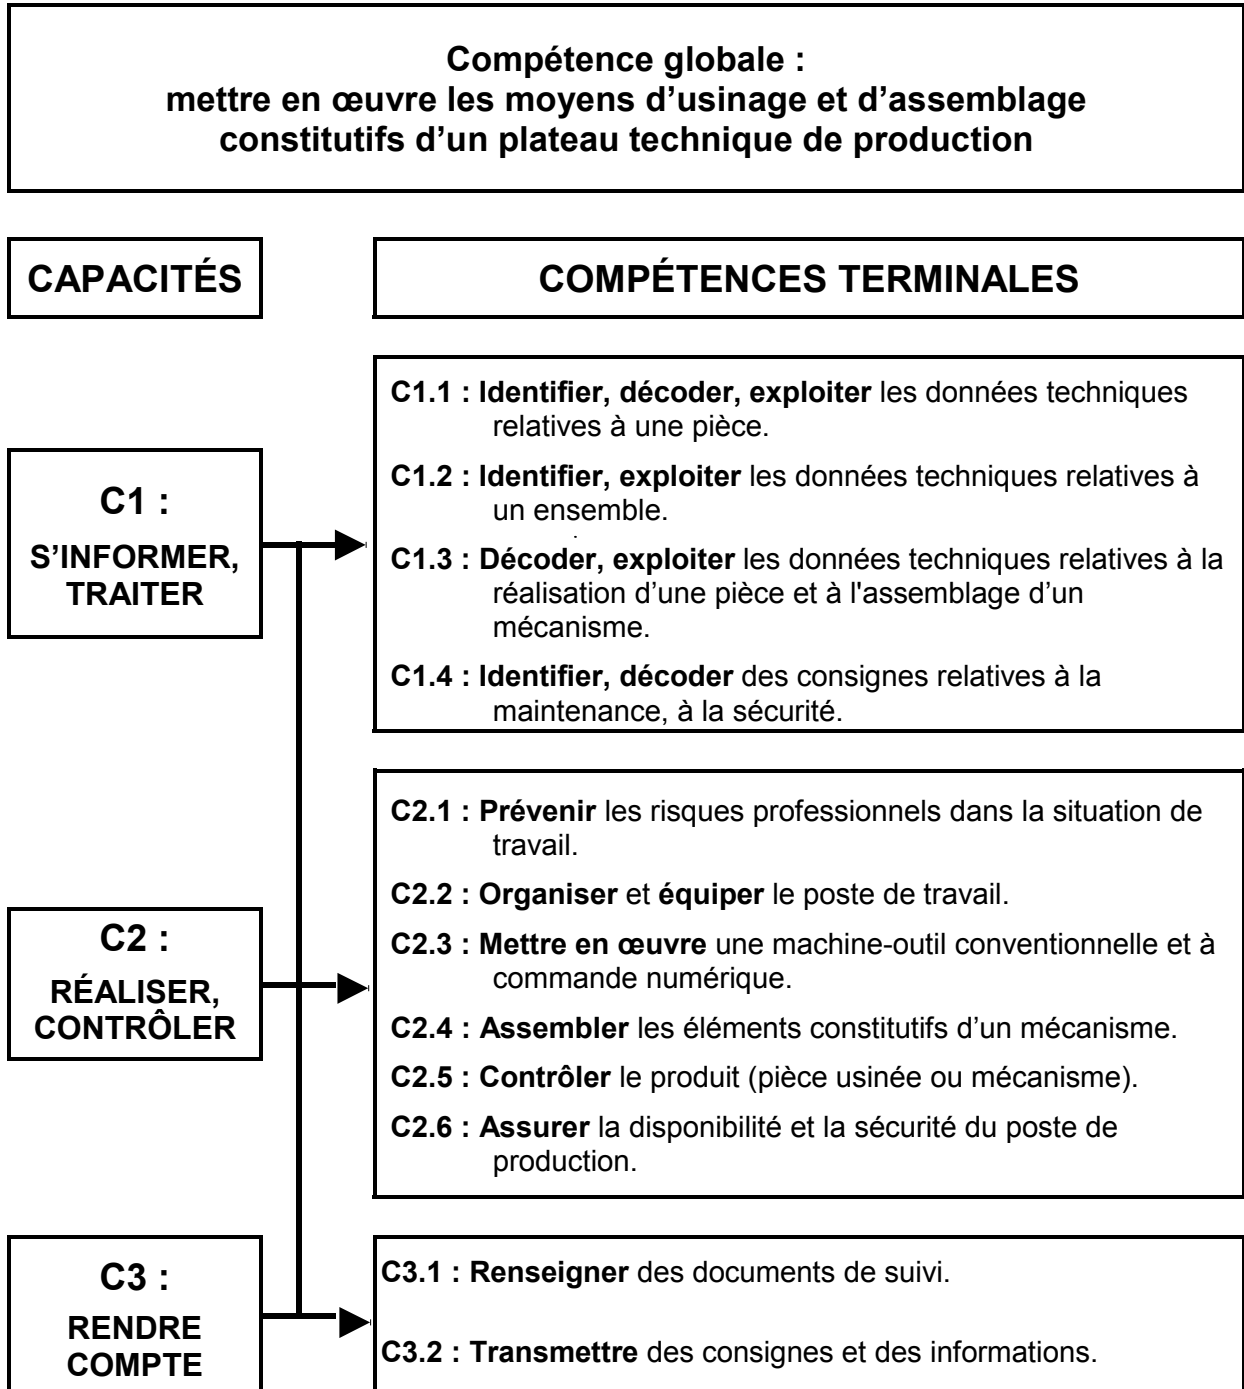 Compétence globale :
mettre en œuvre les moyens d’usinage et d’assemblage
constitutifs d’un plateau technique de production
CAPACITÉS
COMPÉTENCES TERMINALES
C1 :
S’INFORMER,
TRAITER
C1.1 : Identifier, décoder, exploiter les données techniques
relatives à une pièce.
C1.2 : Identifier, exploiter les données techniques relatives à
un ensemble.
C1.3 : Décoder, exploiter les données techniques relatives à la
réalisation d’une pièce et à l'assemblage d’un
mécanisme.
C1.4 : Identifier, décoder des consignes relatives à la
maintenance, à la sécurité.
C2 :
RÉALISER,
CONTRÔLER
C2.1 : Prévenir les risques professionnels dans la situation de
travail.
C2.2 : Organiser et équiper le poste de travail.
C2.3 : Mettre en œuvre une machine-outil conventionnelle et à
commande numérique.
C2.4 : Assembler les éléments constitutifs d’un mécanisme.
C2.5 : Contrôler le produit (pièce usinée ou mécanisme).
C2.6 : Assurer la disponibilité et la sécurité du poste de
production.
C3 :
RENDRE
COMPTE
C3.1 : Renseigner des documents de suivi.
C3.2 : Transmettre des consignes et des informations.